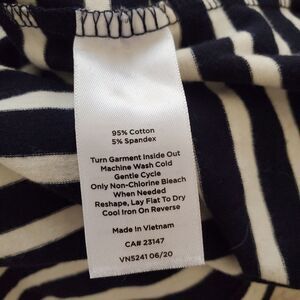 95% Cotton
5% Spandex
Turn Garment Inside Out
Machine Wash Cold
Gentle Cycle
Only Non-Chlorine Bleach
When Needed
Reshape, Lay Flat To Dry
Cool Iron On Reverse
Made in Vietnam
CA# 23147
VN5241 06/20